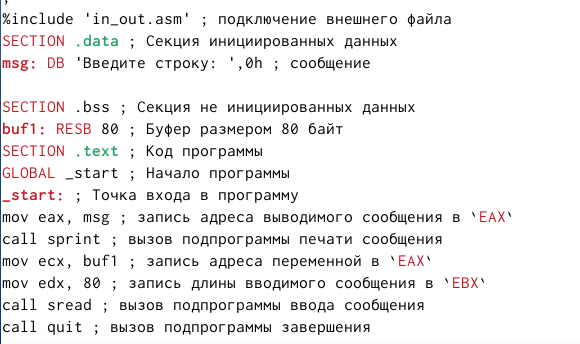 ;
%include 'in_out.asm' ; подключение внешнего файла
SECTION .data ; Секция инициированных данных
msg: DB 'Введите строку: ',0h ; сообщение
SECTION .bss ; Секция не инициированных данных
buf1: RESB 80 ; Буфер размером 80 байт
SECTION .text ; Код программы
GLOBAL _start ; Начало программы
_start: ; Точка входа в программу
mov eax, msg ; запись адреса выводимого сообщения в `EAX`
call sprint ; вызов подпрограммы печати сообщения
mov ecx, buf1 ; запись адреса переменной в `EAX`
mov edx, 80 ; запись длины вводимого сообщения в `EBX`
call sread ; вызов подпрограммы ввода сообщения
call quit ; вызов подпрограммы завершения